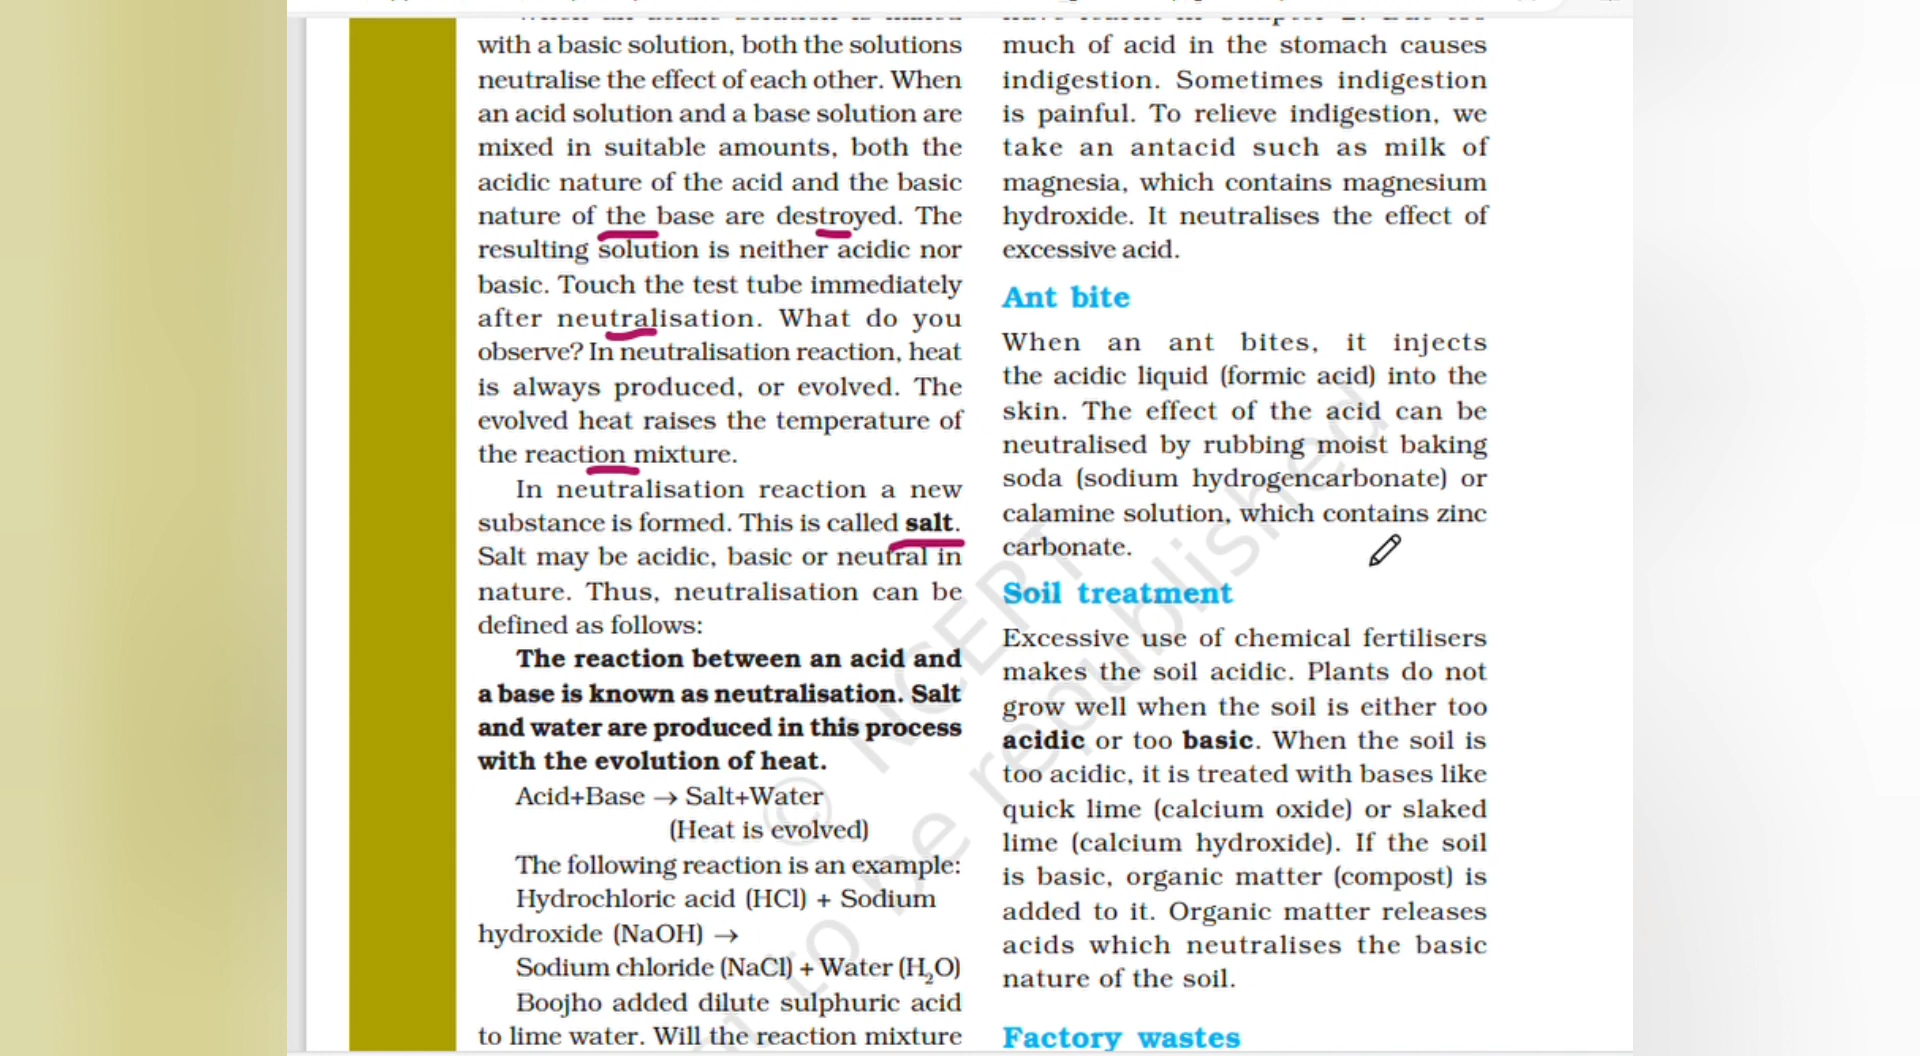 with a basic solution, both the solutions
neutralise the effect of each other. When
an acid solution and a base solution are
mixed in suitable amounts, both the
acidic nature of the acid and the basic
nature of the base are destroyed. The
resulting solution is neither acidic nor
basic. Touch the test tube immediately
after neutralisation. What do you
observe? In neutralisation reaction, heat
is always produced, or evolved. The
evolved heat raises the temperature of
the reaction mixture.
In neutralisation reaction a new
substance is formed. This is called salt.
Salt may be acidic, basic or neutral in
nature. Thus, neutralisation can be
defined as follows:
The reaction between an acid and
a base is known as neutralisation. Salt
and water are produced in this process
with the evolution of heat.
Acid+Base → Salt+Water
(Heat is evolved)
The following reaction is an example:
Hydrochloric acid (HCl) + Sodium
hydroxide (NaOH) →
Sodium chloride (NaCl) + Water (H₂O)
Boojho added dilute sulphuric acid
to lime water. Will the reaction mixture
much of acid in the stomach causes
indigestion. Sometimes indigestion
is painful. To relieve indigestion, we
take an antacid such as milk of
magnesia, which contains magnesium
hydroxide. It neutralises the effect of
excessive acid.
Ant bite
When an ant bites, it injects
the acidic liquid (formic acid) into the
skin. The effect of the acid can be
neutralised by rubbing moist baking
soda (sodium hydrogencarbonate) or
calamine solution, which contains zinc
carbonate.
Soil treatment
Excessive use of chemical fertilisers
makes the soil acidic. Plants do not
grow well when the soil is either too
acidic or too basic. When the soil is
too acidic, it is treated with bases like
quick lime (calcium oxide) or slaked
lime (calcium hydroxide). If the soil
is basic, organic matter (compost) is
added to it. Organic matter releases
acids which neutralises the basic
nature of the soil.
Factory wastes
© NCERT
to be republished